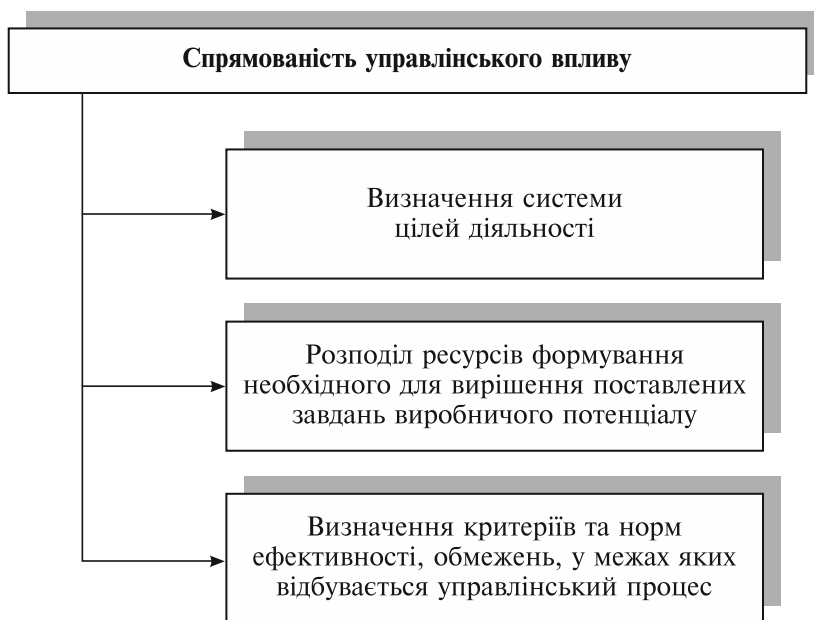 Спрямованість управлінського впливу
Визначення системи
цілей діяльності
Розподіл ресурсів формування
необхідного для вирішення поставлених
завдань виробничого потенціалу
Визначення критеріїв та норм
ефективності, обмежень, у межах яких
відбувається управлінський процес